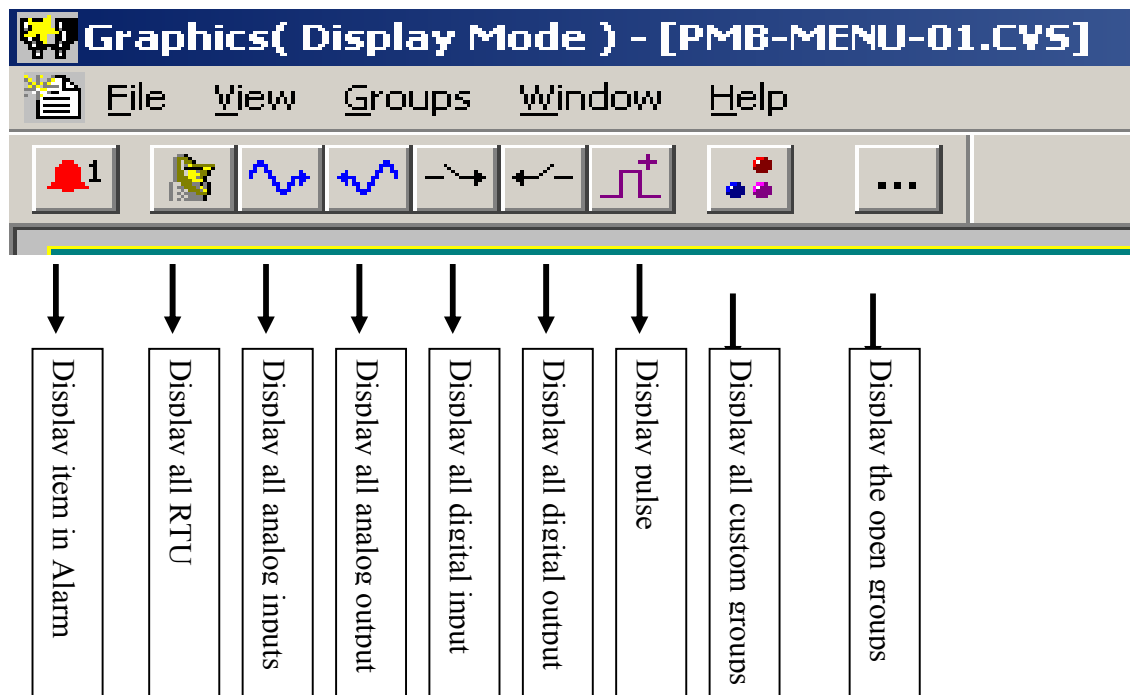 Graphics( Display Mode ) - [PMB-MENU-01.CVS]
File View Groups Window Help
1
...
Display item in Alarm
Display all RTU
Display all analog inputs
Display all analog output
Display all digital input
Display all digital output
Display pulse
Display all custom groups
Display the open groups